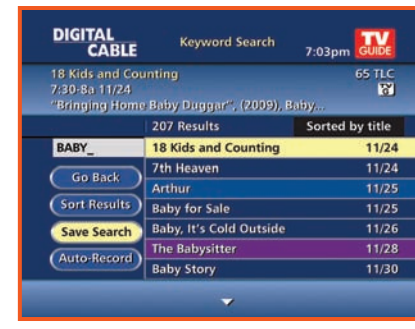 DIGITAL CABLE
Keyword Search
7:03pm
TV GUIDE
18 Kids and Counting 65 TLC
7:30-8a 11/24
"Bringing Home Baby Duggar", (2009), Baby...
207 Results Sorted by title
BABY_
18 Kids and Counting 11/24
7th Heaven 11/24
Go Back
Arthur 11/25
Sort Results
Baby for Sale 11/25
Save Search
Baby, It's Cold Outside 11/26
The Babysitter 11/28
Auto-Record
Baby Story 11/30